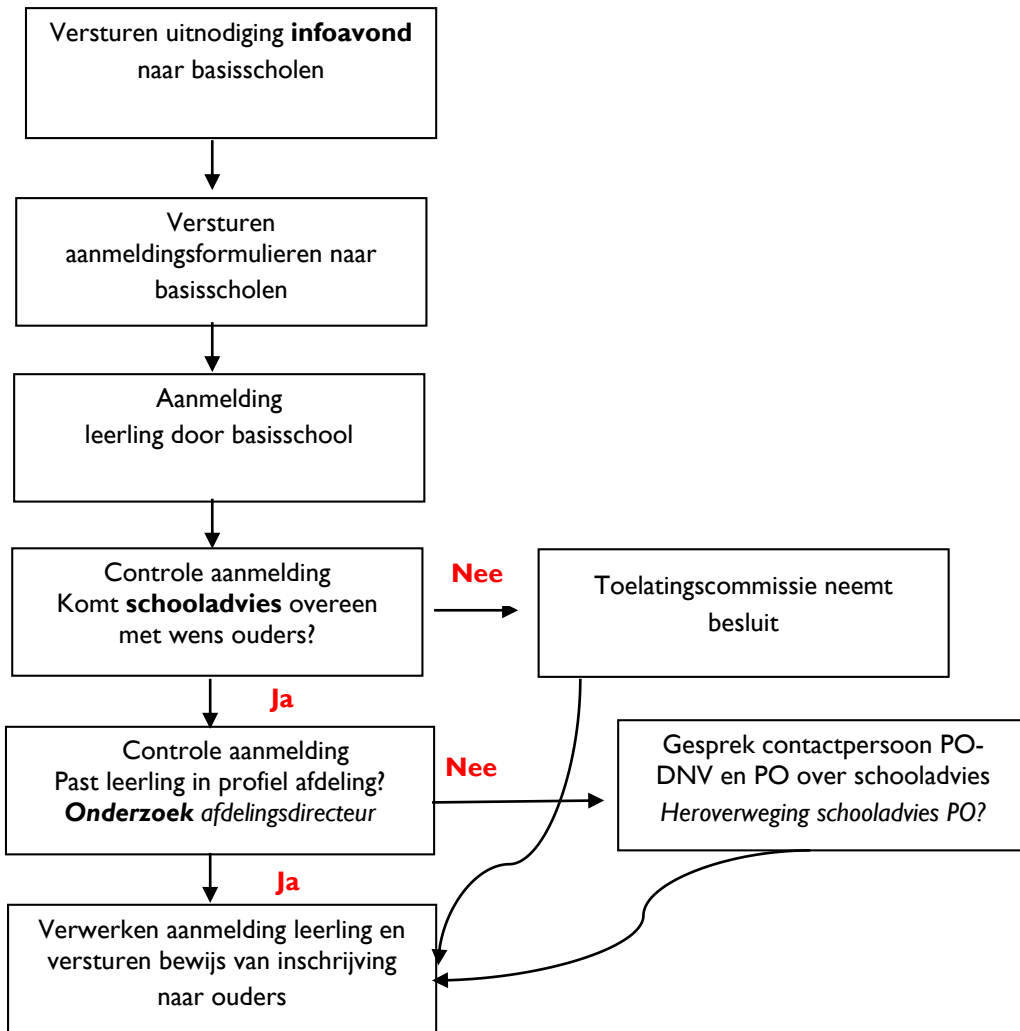 Versturen uitnodiging infoavond
naar basisscholen
Versturen
aanmeldingsformulieren naar
basisscholen
Aanmelding
leerling door basisschool
Controle aanmelding
Komt schooladvies overeen
met wens ouders?
Nee
Toelatingscommissie neemt
besluit
Ja
Controle aanmelding
Past leerling in profiel afdeling?
Onderzoek afdelingsdirecteur
Nee
Gesprek contactpersoon PO-
DNV en PO over schooladvies
Heroverweging schooladvies PO?
Ja
Verwerken aanmelding leerling en
versturen bewijs van inschrijving
naar ouders